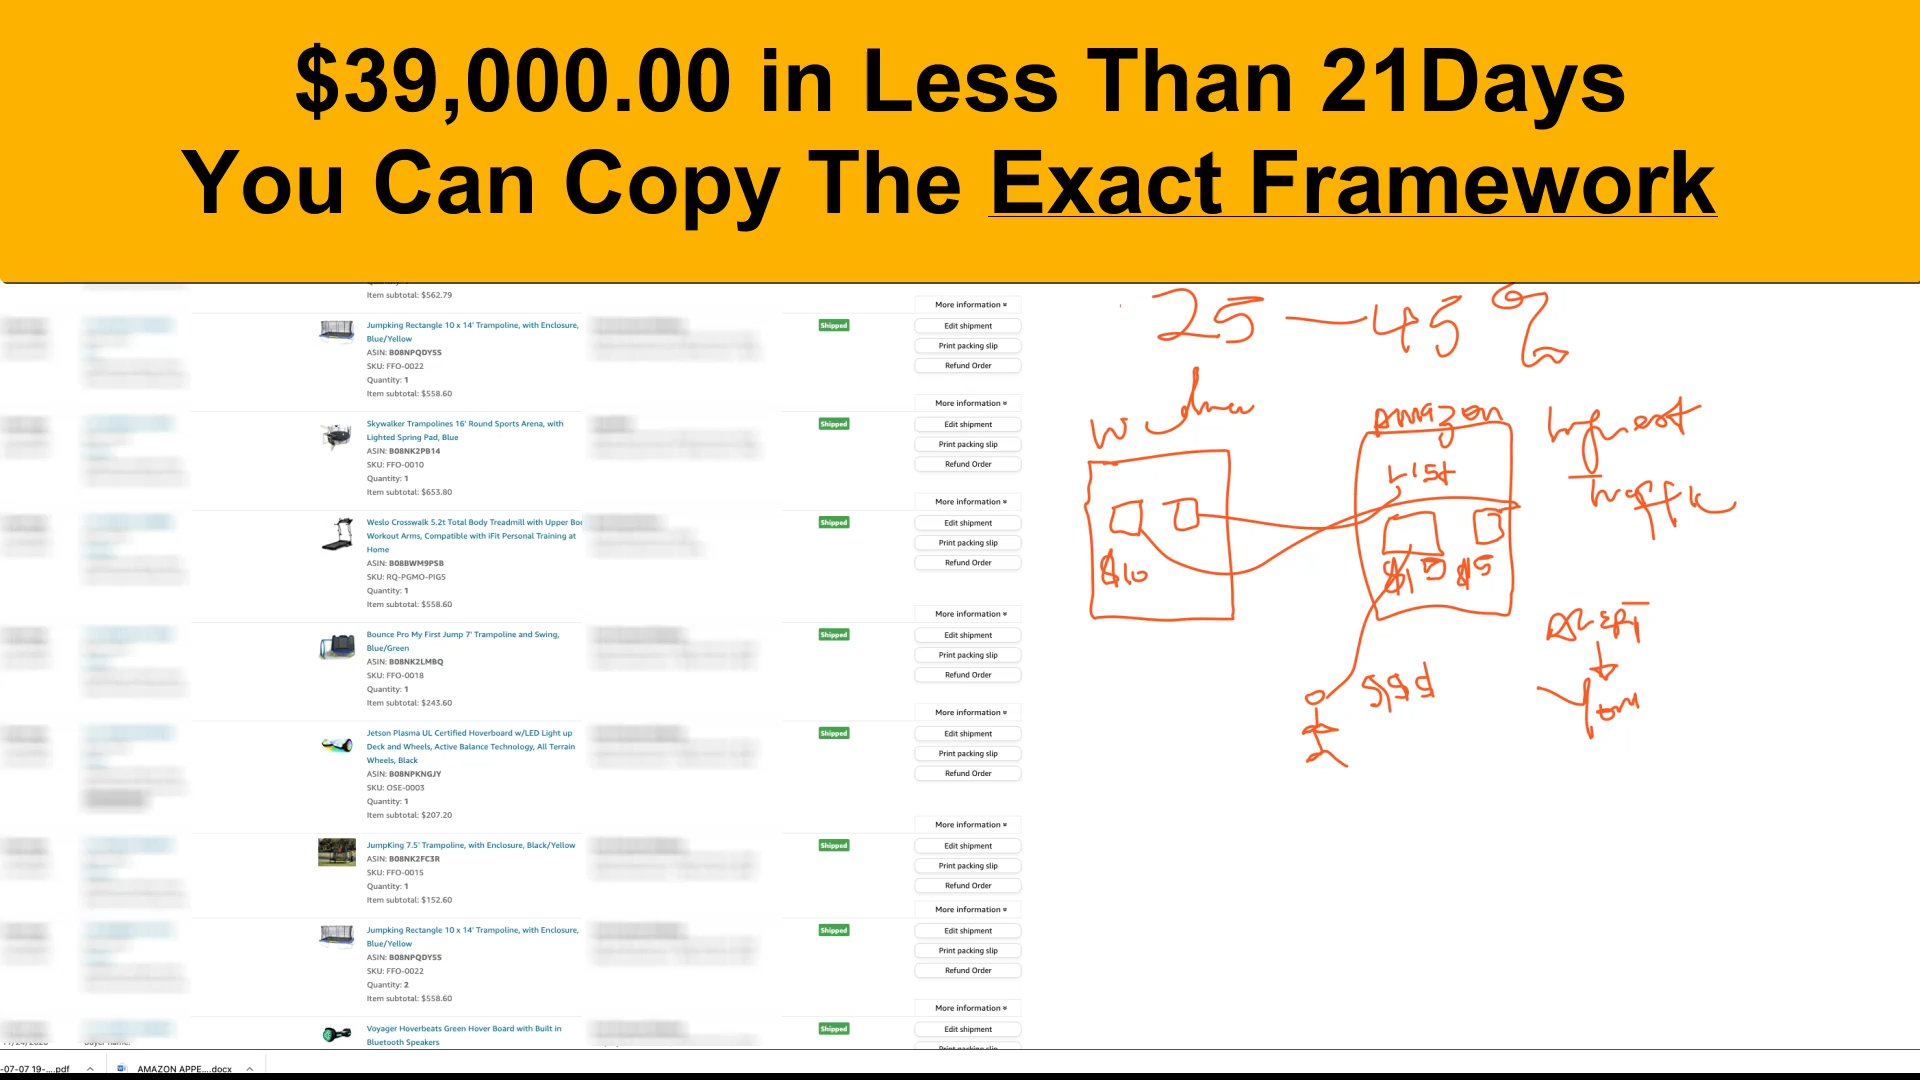 $39,000.00 in Less Than 21Days
You Can Copy The Exact Framework
Item subtotal: $562.79
More information
Jumpking Rectangle 10 x 14' Trampoline, with Enclosure,
Blue/Yellow
ASIN: B08NPQDYSS
SKU: FFO-0022
Quantity: 1
Item subtotal: $558.60
Shipped
Edit shipment
Print packing slip
Refund Order
More information
Skywalker Trampolines 16' Round Sports Arena, with
Lighted Spring Pad, Blue
ASIN: B08NK2PB14
SKU: FFO-0010
Quantity: 1
Item subtotal: $653.80
Shipped
Edit shipment
Print packing slip
Refund Order
More information
Weslo Crosswalk 5.2t Total Body Treadmill with Upper Bo
Workout Arms, Compatible with iFit Personal Training at
Home
ASIN: B08BWM9PSB
SKU: RQ-PGMO-PIG5
Quantity: 1
Item subtotal: $558.60
Shipped
Edit shipment
Print packing slip
Refund Order
More information
Bounce Pro My First Jump 7' Trampoline and Swing,
Blue/Green
ASIN: B08NK2LMBQ
SKU: FFO-0018
Quantity: 1
Item subtotal: $243.60
Shipped
Edit shipment
Print packing slip
Refund Order
More information
Jetson Plasma UL Certified Hoverboard w/LED Light up
Deck and Wheels, Active Balance Technology, All Terrain
Wheels, Black
ASIN: B08NPKNGJY
SKU: OSE-0003
Quantity: 1
Item subtotal: $207.20
Shipped
Edit shipment
Print packing slip
Refund Order
More information
JumpKing 7.5' Trampoline, with Enclosure, Black/Yellow
ASIN: B08NK2FC3R
SKU: FFO-0015
Quantity: 1
Item subtotal: $152.60
Shipped
Edit shipment
Print packing slip
Refund Order
More information
Jumpking Rectangle 10 x 14' Trampoline, with Enclosure,
Blue/Yellow
ASIN: B08NPQDYSS
SKU: FFO-0022
Quantity: 2
Item subtotal: $558.60
Shipped
Edit shipment
Print packing slip
Refund Order
More information
Voyager Hoverbeats Green Hover Board with Built in
Bluetooth Speakers
Shipped
Edit shipment
Print packing slip
-07-07 19-....pdf
AMAZON APPE....docx
25 — 45 %
Amazon
highest
traffic
LIST
$10
$15
$5